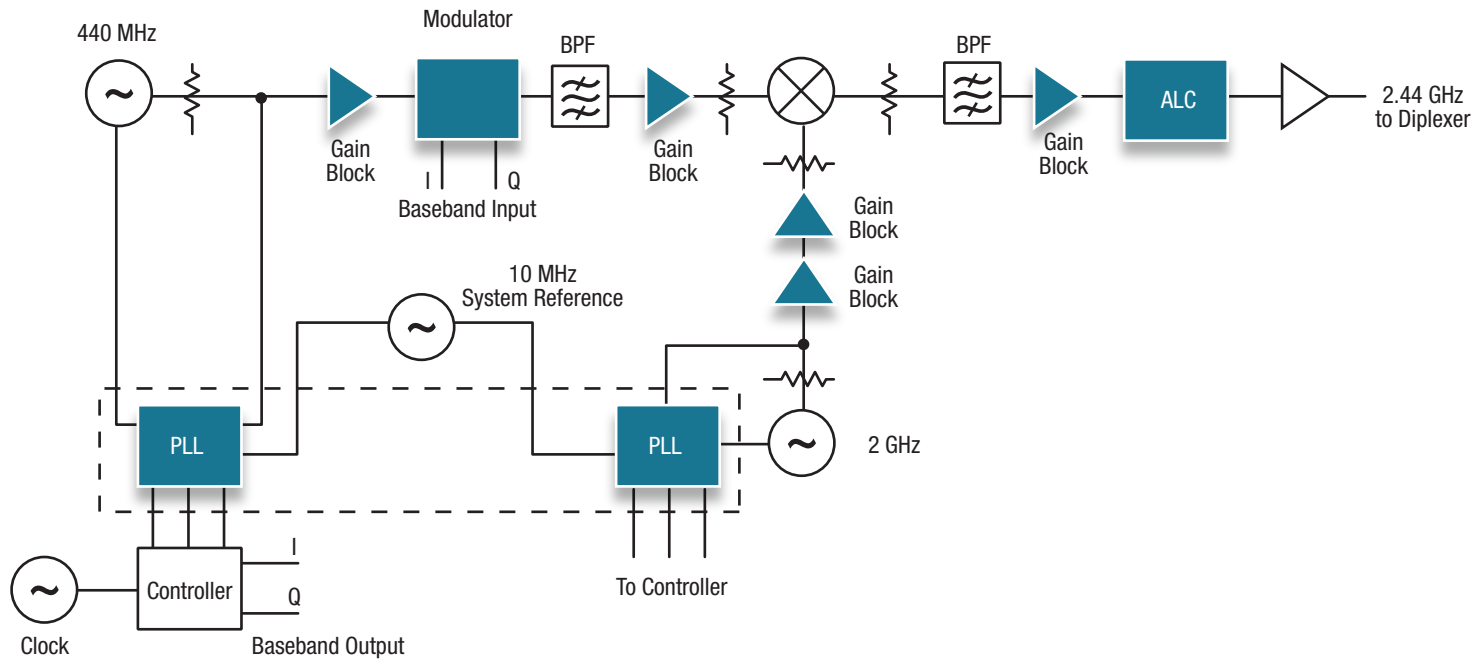 Modulator
440 MHz
BPF
BPF
ALC
2.44 GHz
to Diplexer
Gain
Block
Gain
Block
Gain
Block
I
Q
Baseband Input
Gain
Block
Gain
Block
10 MHz
System Reference
PLL
PLL
2 GHz
Controller
I
Q
To Controller
Clock
Baseband Output